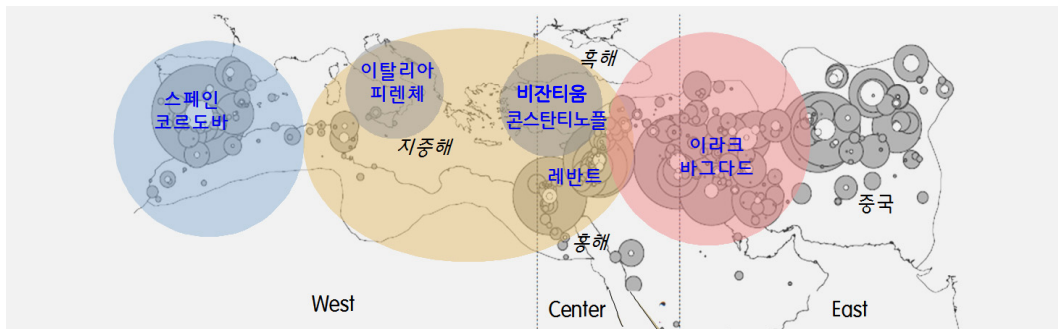 흑해
이탈리아
피렌체
스페인
코르도바
비잔티움
콘스탄티노플
지중해
이라크
바그다드
레반트
중국
홍해
West
Center
East